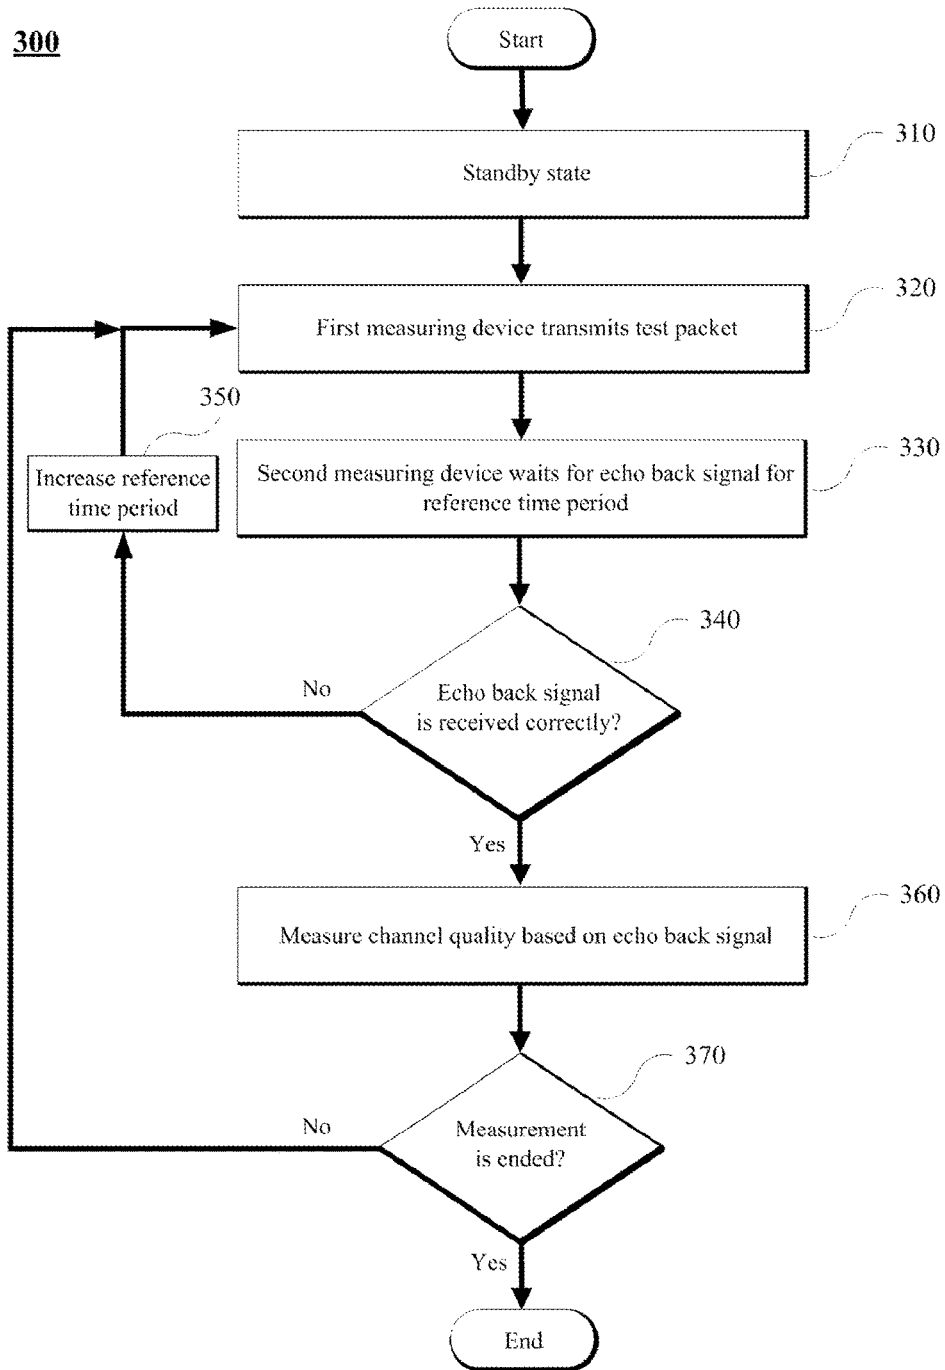 300
Start
310
Standby state
320
First measuring device transmits test packet
350
Increase reference
time period
330
Second measuring device waits for echo back signal for
reference time period
340
No
Echo back signal
is received correctly?
Yes
360
Measure channel quality based on echo back signal
370
No
Measurement
is ended?
Yes
End